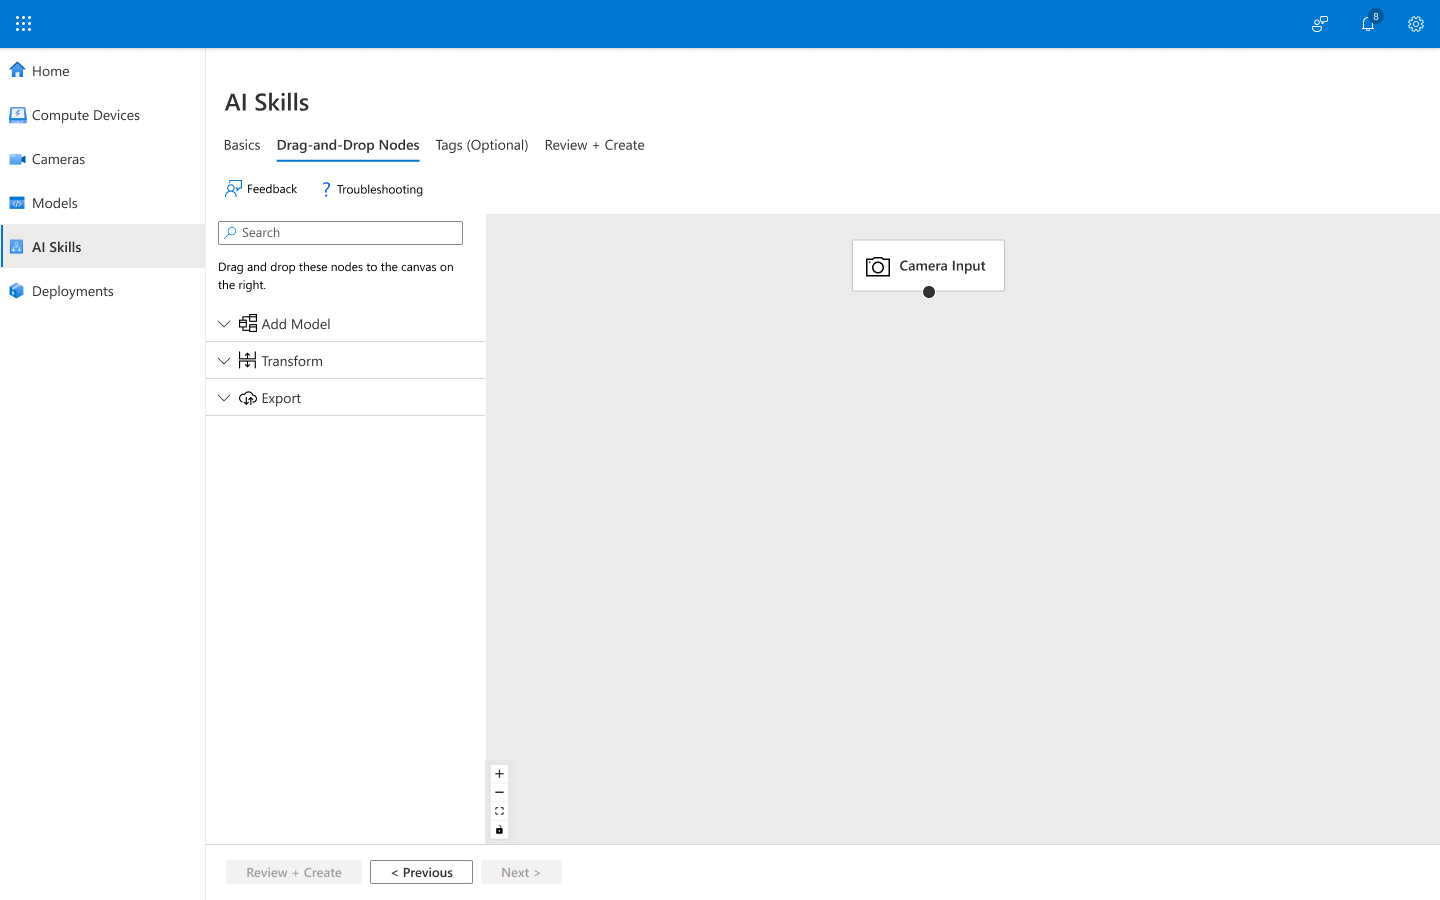 8
Home
Compute Devices
Cameras
Models
AI Skills
Deployments
AI Skills
Basics
Drag-and-Drop Nodes
Tags (Optional)
Review + Create
Feedback
? Troubleshooting
Search
Drag and drop these nodes to the canvas on
the right.
Add Model
Transform
Export
Camera Input
Review + Create
< Previous
Next >